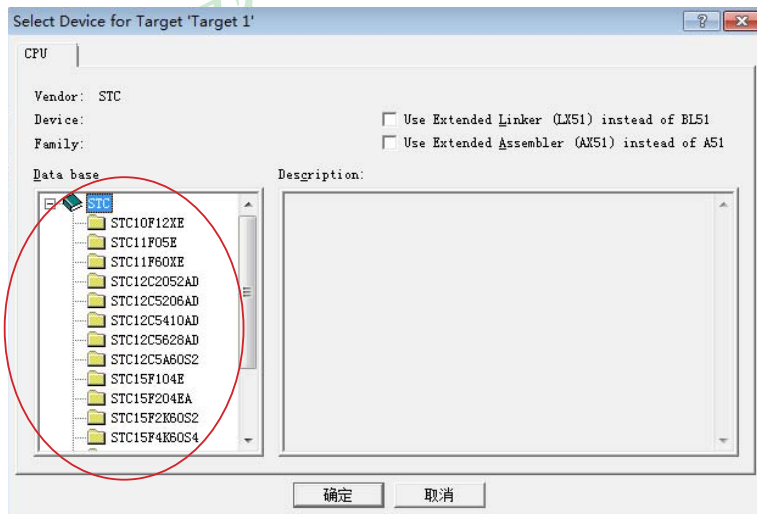 Select Device for Target 'Target 1'
CPU
Vendor: STC
Device:
Family:
Use Extended Linker (LX51) instead of BL51
Use Extended Assembler (AX51) instead of A51
Data base
Description:
STC
STC10F12XE
STC11F05E
STC11F60XE
STC12C2052AD
STC12C5206AD
STC12C5410AD
STC12C5628AD
STC12C5A60S2
STC15F104E
STC15F204EA
STC15F2K60S2
STC15F4K60S4
确定
取消